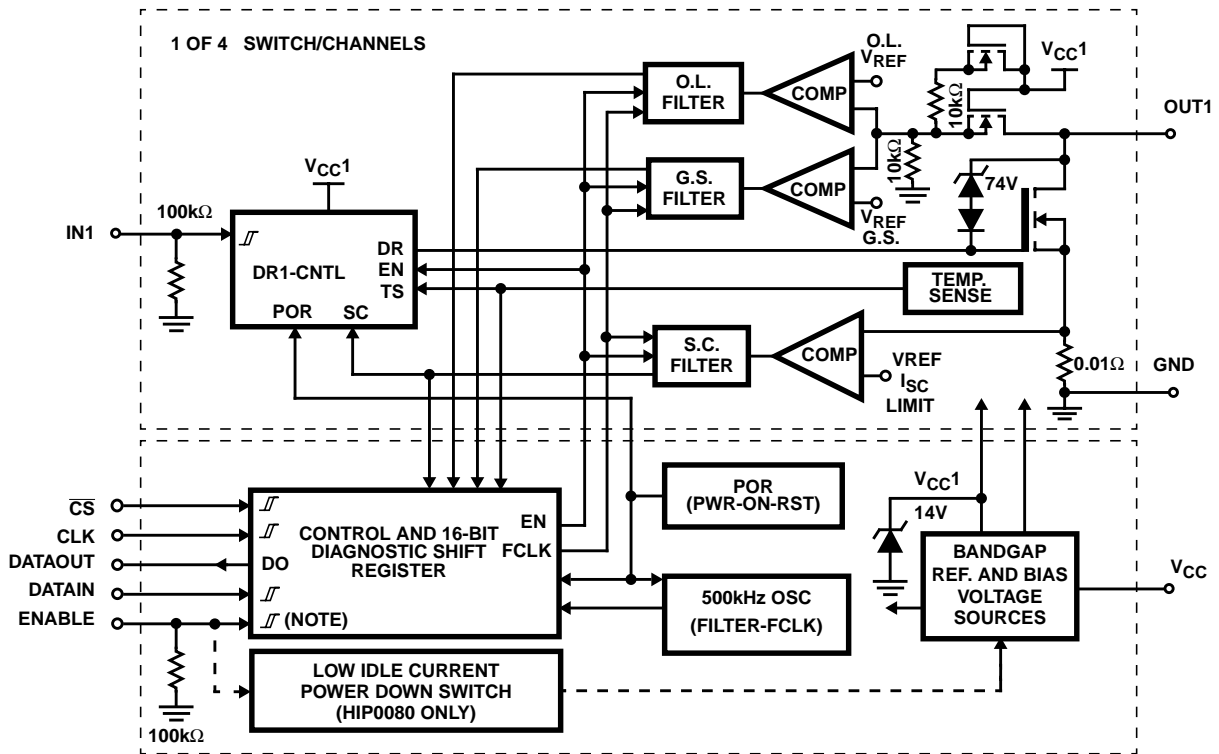 1 OF 4 SWITCH/CHANNELS
O.L.
VREF
VCC1
OUT1
O.L.
FILTER
COMP
10kΩ
10kΩ
G.S.
FILTER
COMP
VREF
G.S.
74V
VCC1
100kΩ
IN1
DR
EN
TS
DR1-CNTL
POR SC
TEMP.
SENSE
S.C.
FILTER
COMP
VREF
ISC
LIMIT
0.01Ω
GND
CS
CLK
DATAOUT
DATAIN
ENABLE
CONTROL AND 16-BIT
DIAGNOSTIC SHIFT
REGISTER
EN
FCLK
DO
(NOTE)
POR
(PWR-ON-RST)
500kHz OSC
(FILTER-FCLK)
VCC1
14V
BANDGAP
REF. AND BIAS
VOLTAGE
SOURCES
VCC
LOW IDLE CURRENT
POWER DOWN SWITCH
(HIP0080 ONLY)
100kΩ